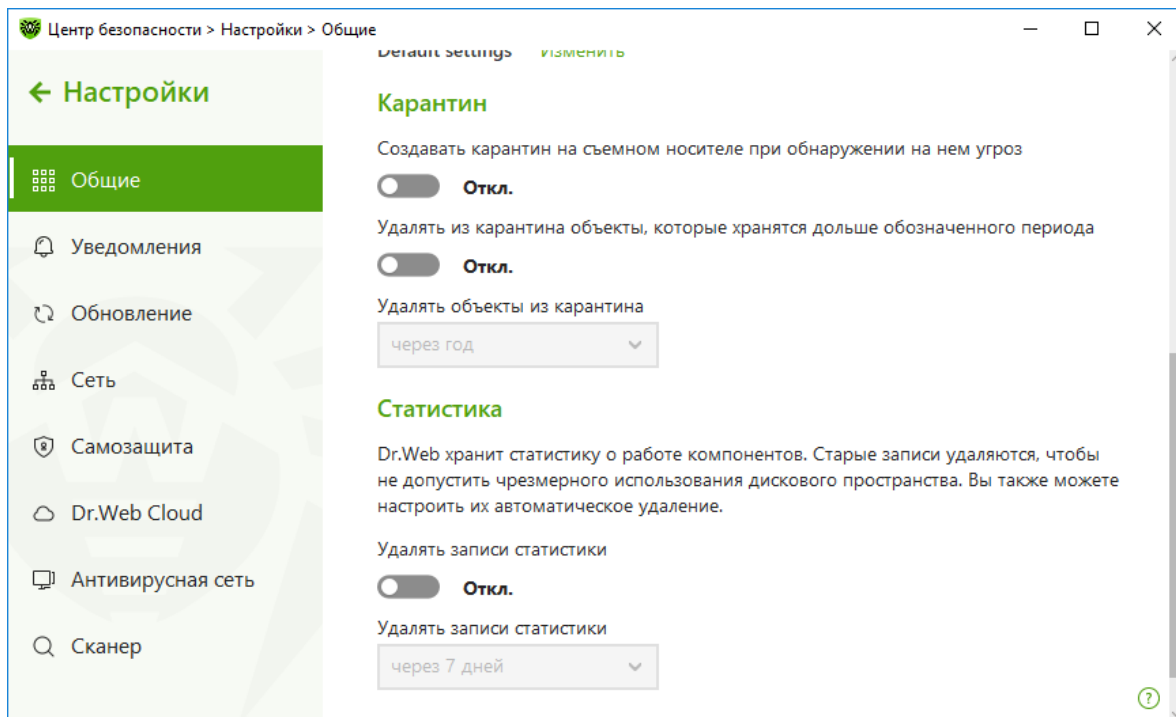 Центр безопасности > Настройки > Общие
Настройки
Общие
Уведомления
Обновление
Сеть
Самозащита
Dr.Web Cloud
Антивирусная сеть
Сканер
Default settings Изменить
Карантин
Создавать карантин на съемном носителе при обнаружении на нем угроз
Откл.
Удалять из карантина объекты, которые хранятся дольше обозначенного периода
Откл.
Удалять объекты из карантина
через год
Статистика
Dr.Web хранит статистику о работе компонентов. Старые записи удаляются, чтобы
не допустить чрезмерного использования дискового пространства. Вы также можете
настроить их автоматическое удаление.
Удалять записи статистики
Откл.
Удалять записи статистики
через 7 дней
?